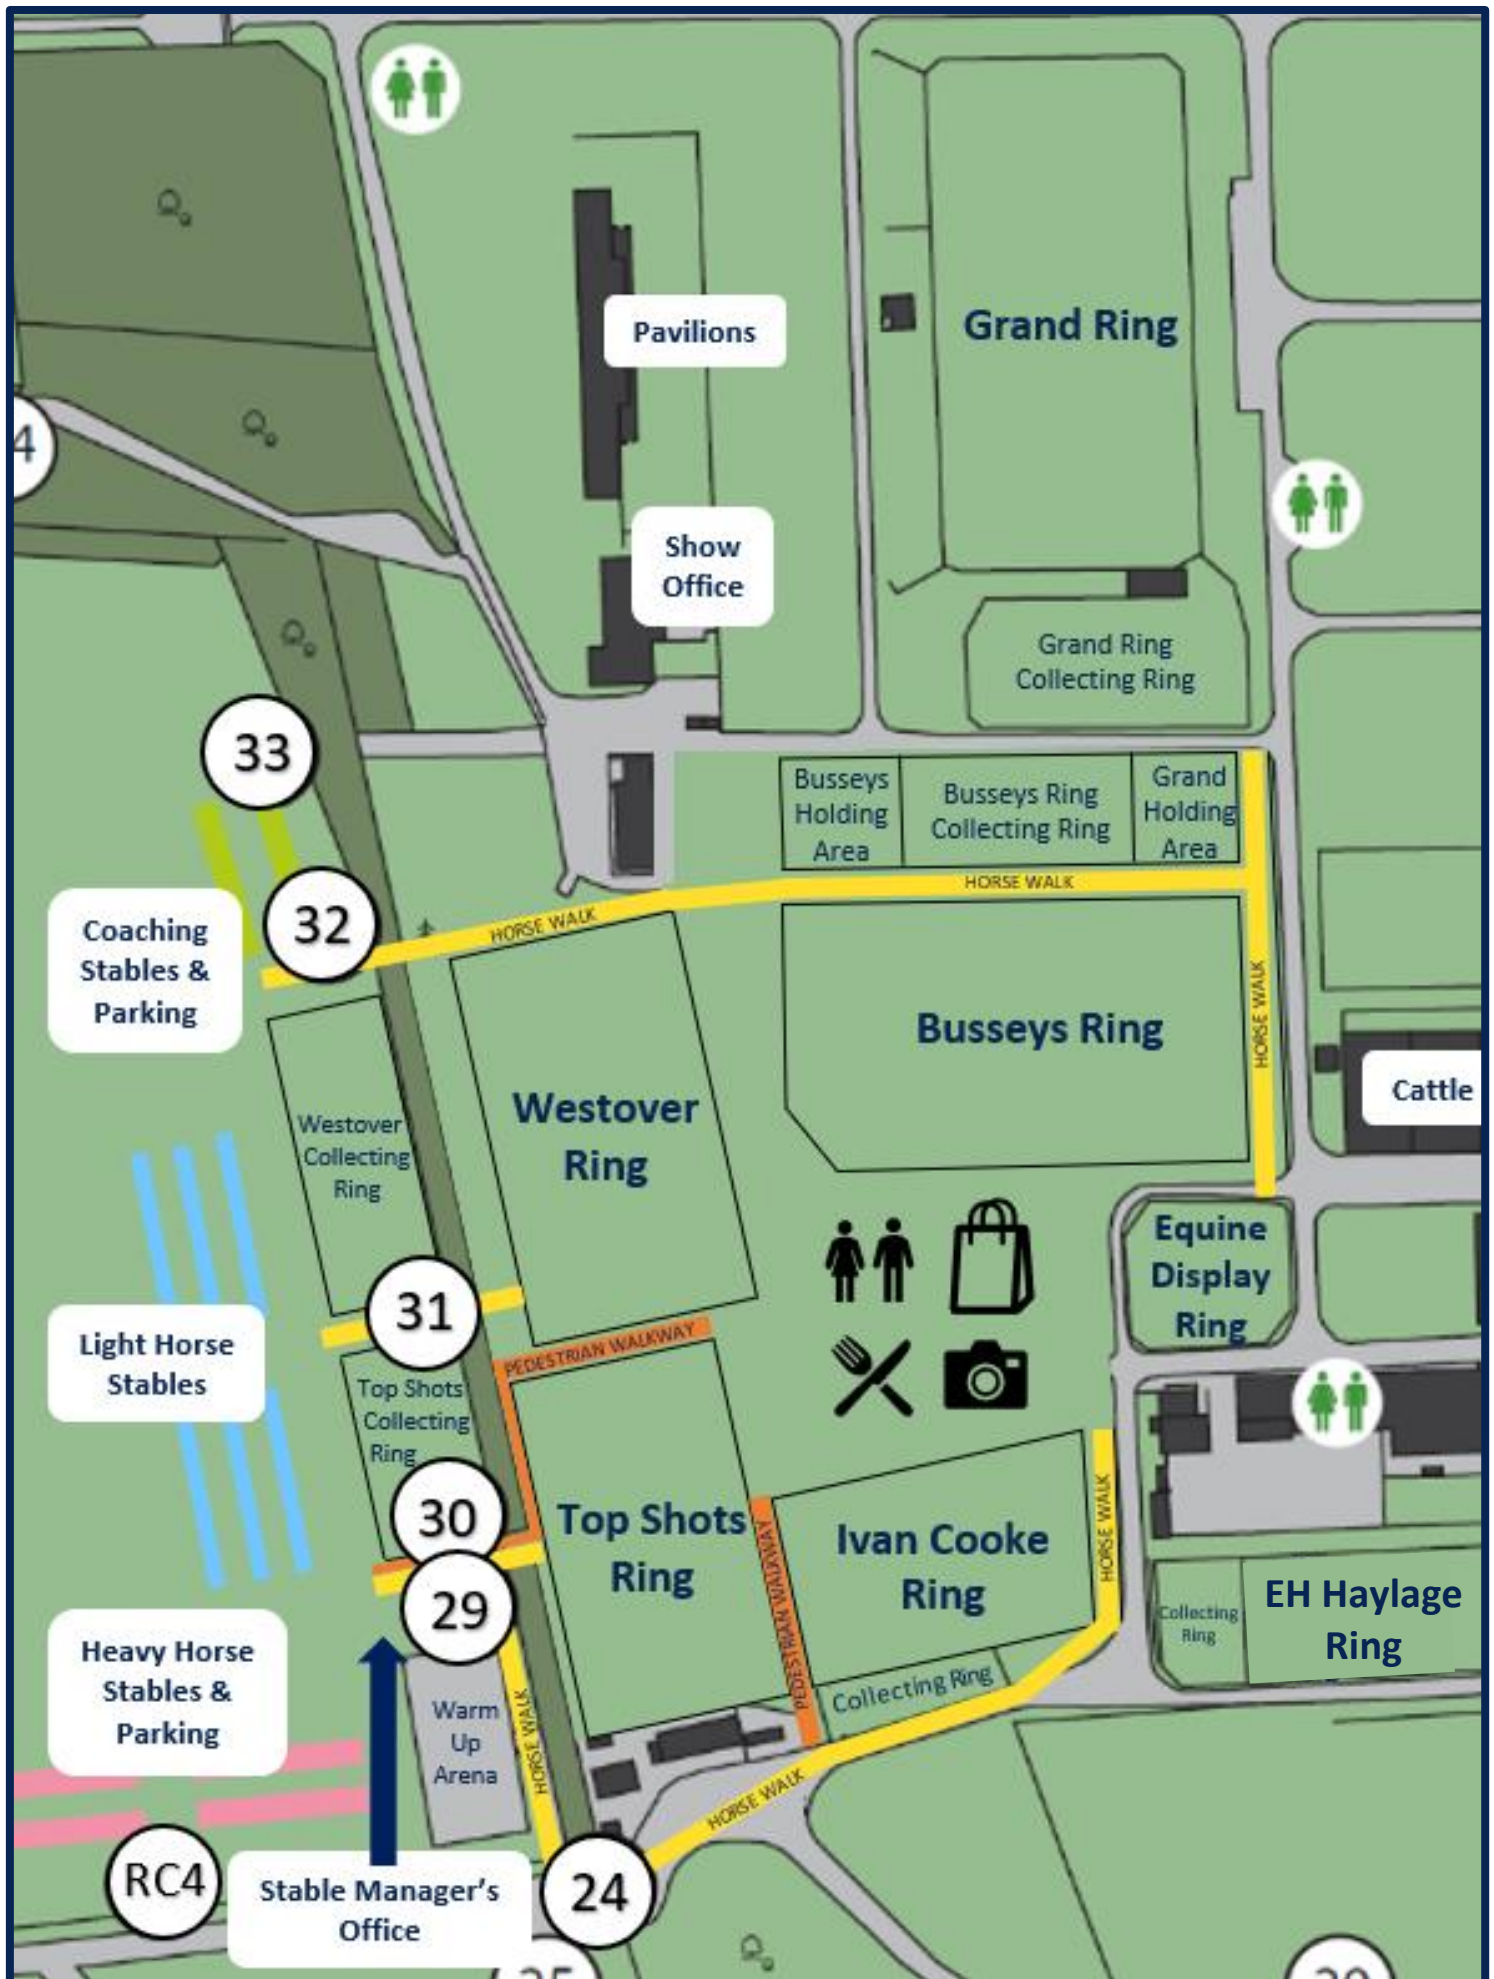 4
Pavilions
Grand Ring
Show
Office
Grand Ring
Collecting Ring
33
Busseys
Holding
Area
Busseys Ring
Collecting Ring
Grand
Holding
Area
HORSE WALK
HORSE WALK
32
Coaching
Stables &
Parking
HORSE WALK
Busseys Ring
Westover
Ring
Cattle
Westover
Collecting
Ring
Equine
Display
Ring
31
Light Horse
Stables
PEDESTRIAN WALKWAY
Top Shots
Collecting
Ring
30
Top Shots
Ring
PEDESTRIAN WALKWAY
Ivan Cooke
Ring
HORSE WALK
29
Collecting
Ring
EH Haylage
Ring
Heavy Horse
Stables &
Parking
Warm
Up
Arena
HORSE WALK
Collecting Ring
HORSE WALK
RC4
Stable Manager's
Office
24